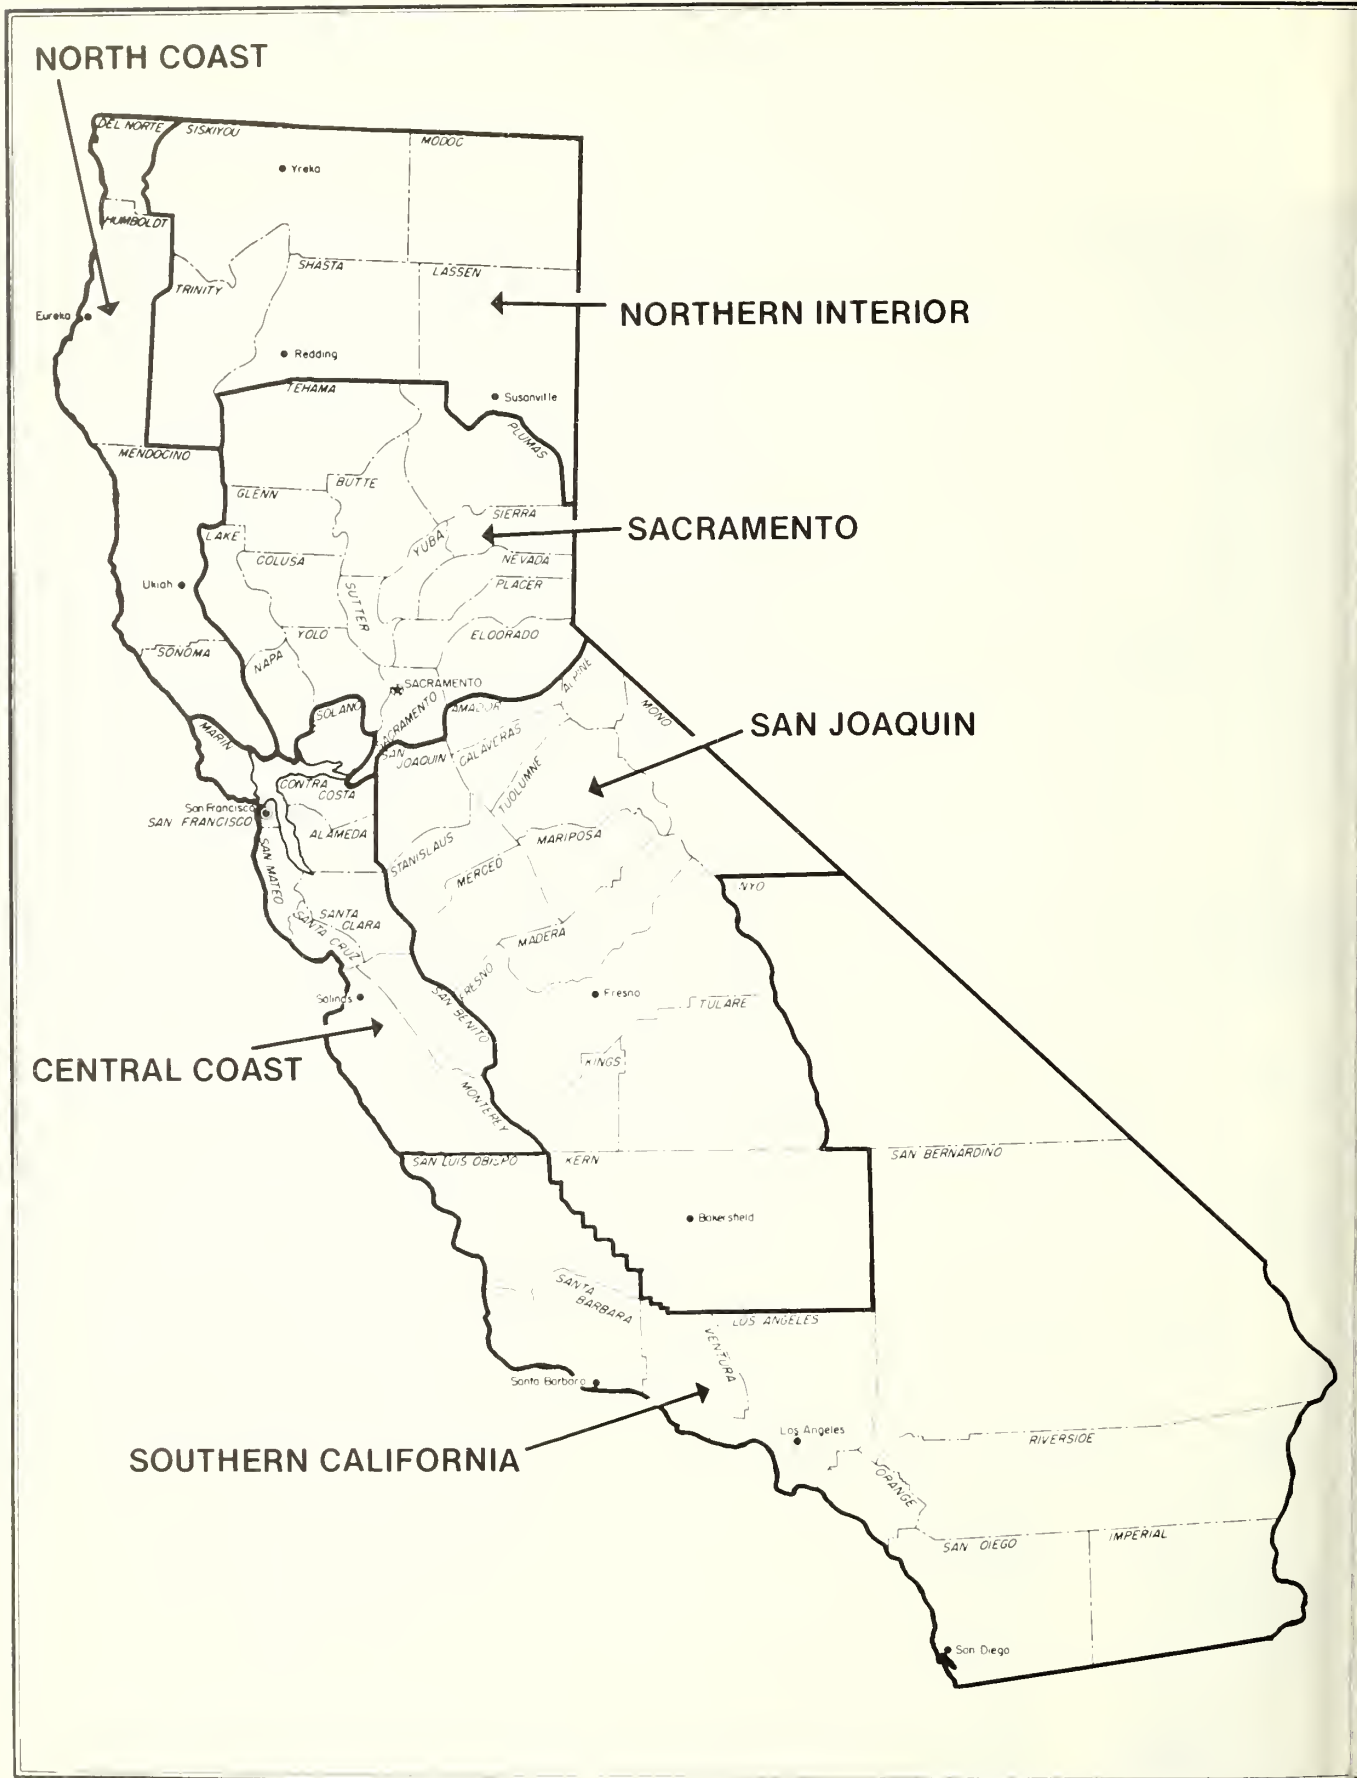 NORTH COAST
DEL NORTE
SISKIYOU
MODOC
Yreka
HUMBOLDT
SHASTA
LASSEN
TRINITY
NORTHERN INTERIOR
Eureka
Redding
TEHAMA
Susanville
PLUMAS
MENDOCINO
BUTTE
GLENN
SIERRA
SACRAMENTO
LAKE
YUBA
COLUSA
NEVADA
Ukiah
PLACER
SUTTER
YOLO
ELDORADO
SONOMA
NAPA
SACRAMENTO
ALPINE
SOLANO
SACRAMENTO
AMADOR
MONO
SAN JOAQUIN
MARIN
SAN
JOAQUIN
CALAVERAS
CONTRA
COSTA
TUOLUMNE
San Francisco
SAN FRANCISCO
ALAMEDA
STANISLAUS
MARIPOSA
SAN MATEO
MERCED
INYO
SANTA
CLARA
SANTA CRUZ
MADERA
FRESNO
SAN BENITO
Salinas
Fresno
TULARE
CENTRAL COAST
KINGS
MONTEREY
SAN LUIS OBISPO
KERN
SAN BERNARDINO
Bakersfield
SANTA
BARBARA
LOS ANGELES
VENTURA
Santa Barbara
Los Angeles
RIVERSIDE
SOUTHERN CALIFORNIA
ORANGE
SAN DIEGO
IMPERIAL
San Diego